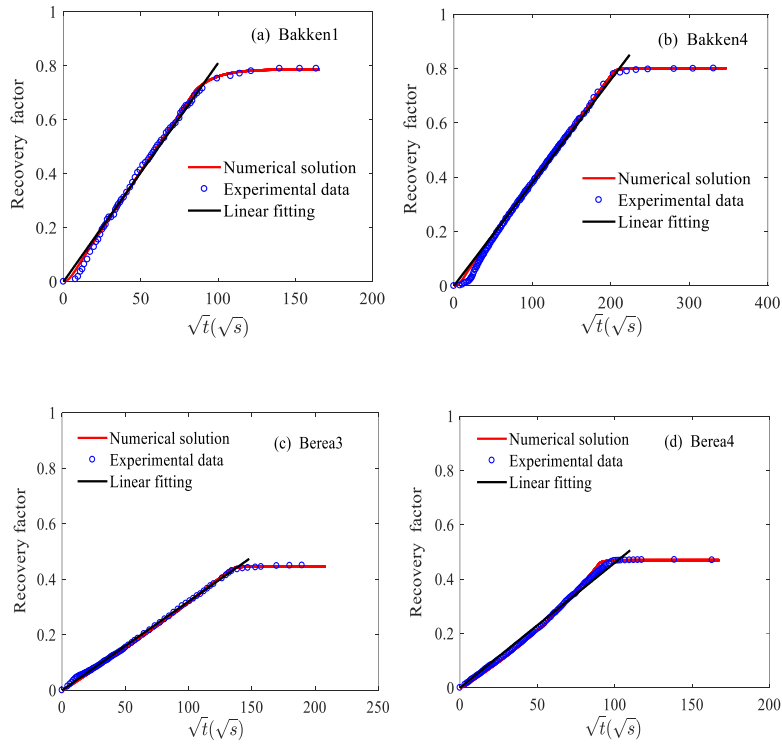 (a) Bakken1
Recovery factor
0
0.2
0.4
0.6
0.8
1
Numerical solution
Experimental data
Linear fitting
0 50 100 150 200
√t(√s)
(b) Bakken4
Recovery factor
0
0.2
0.4
0.6
0.8
1
Numerical solution
Experimental data
Linear fitting
0 100 200 300 400
√t(√s)
(c) Berea3
Numerical solution
Experimental data
Linear fitting
Recovery factor
0
0.2
0.4
0.6
0.8
1
0 50 100 150 200 250
√t(√s)
(d) Berea4
Numerical solution
Experimental data
Linear fitting
Recovery factor
0
0.2
0.4
0.6
0.8
1
0 50 100 150 200
√t(√s)